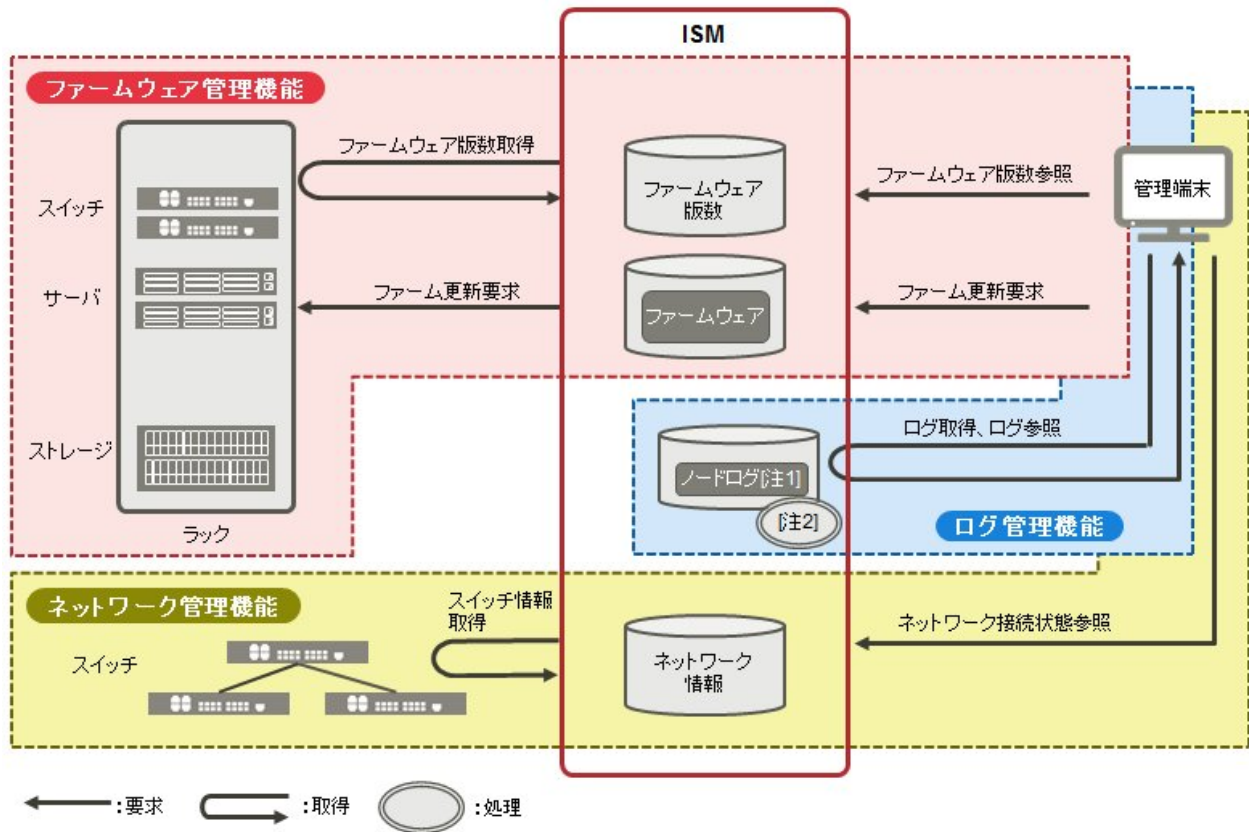 ISM
ファームウェア管理機能
ファームウェア版数取得
ファームウェア
版数
ファームウェア版数参照
管理端末
スイッチ
サーバ
ファーム更新要求
ファームウェア
ファーム更新要求
ストレージ
ラック
ログ取得、ログ参照
ノードログ[注1]
[注2]
ログ管理機能
ネットワーク管理機能
スイッチ情報
取得
スイッチ
ネットワーク
情報
ネットワーク接続状態参照
:要求
:取得
:処理